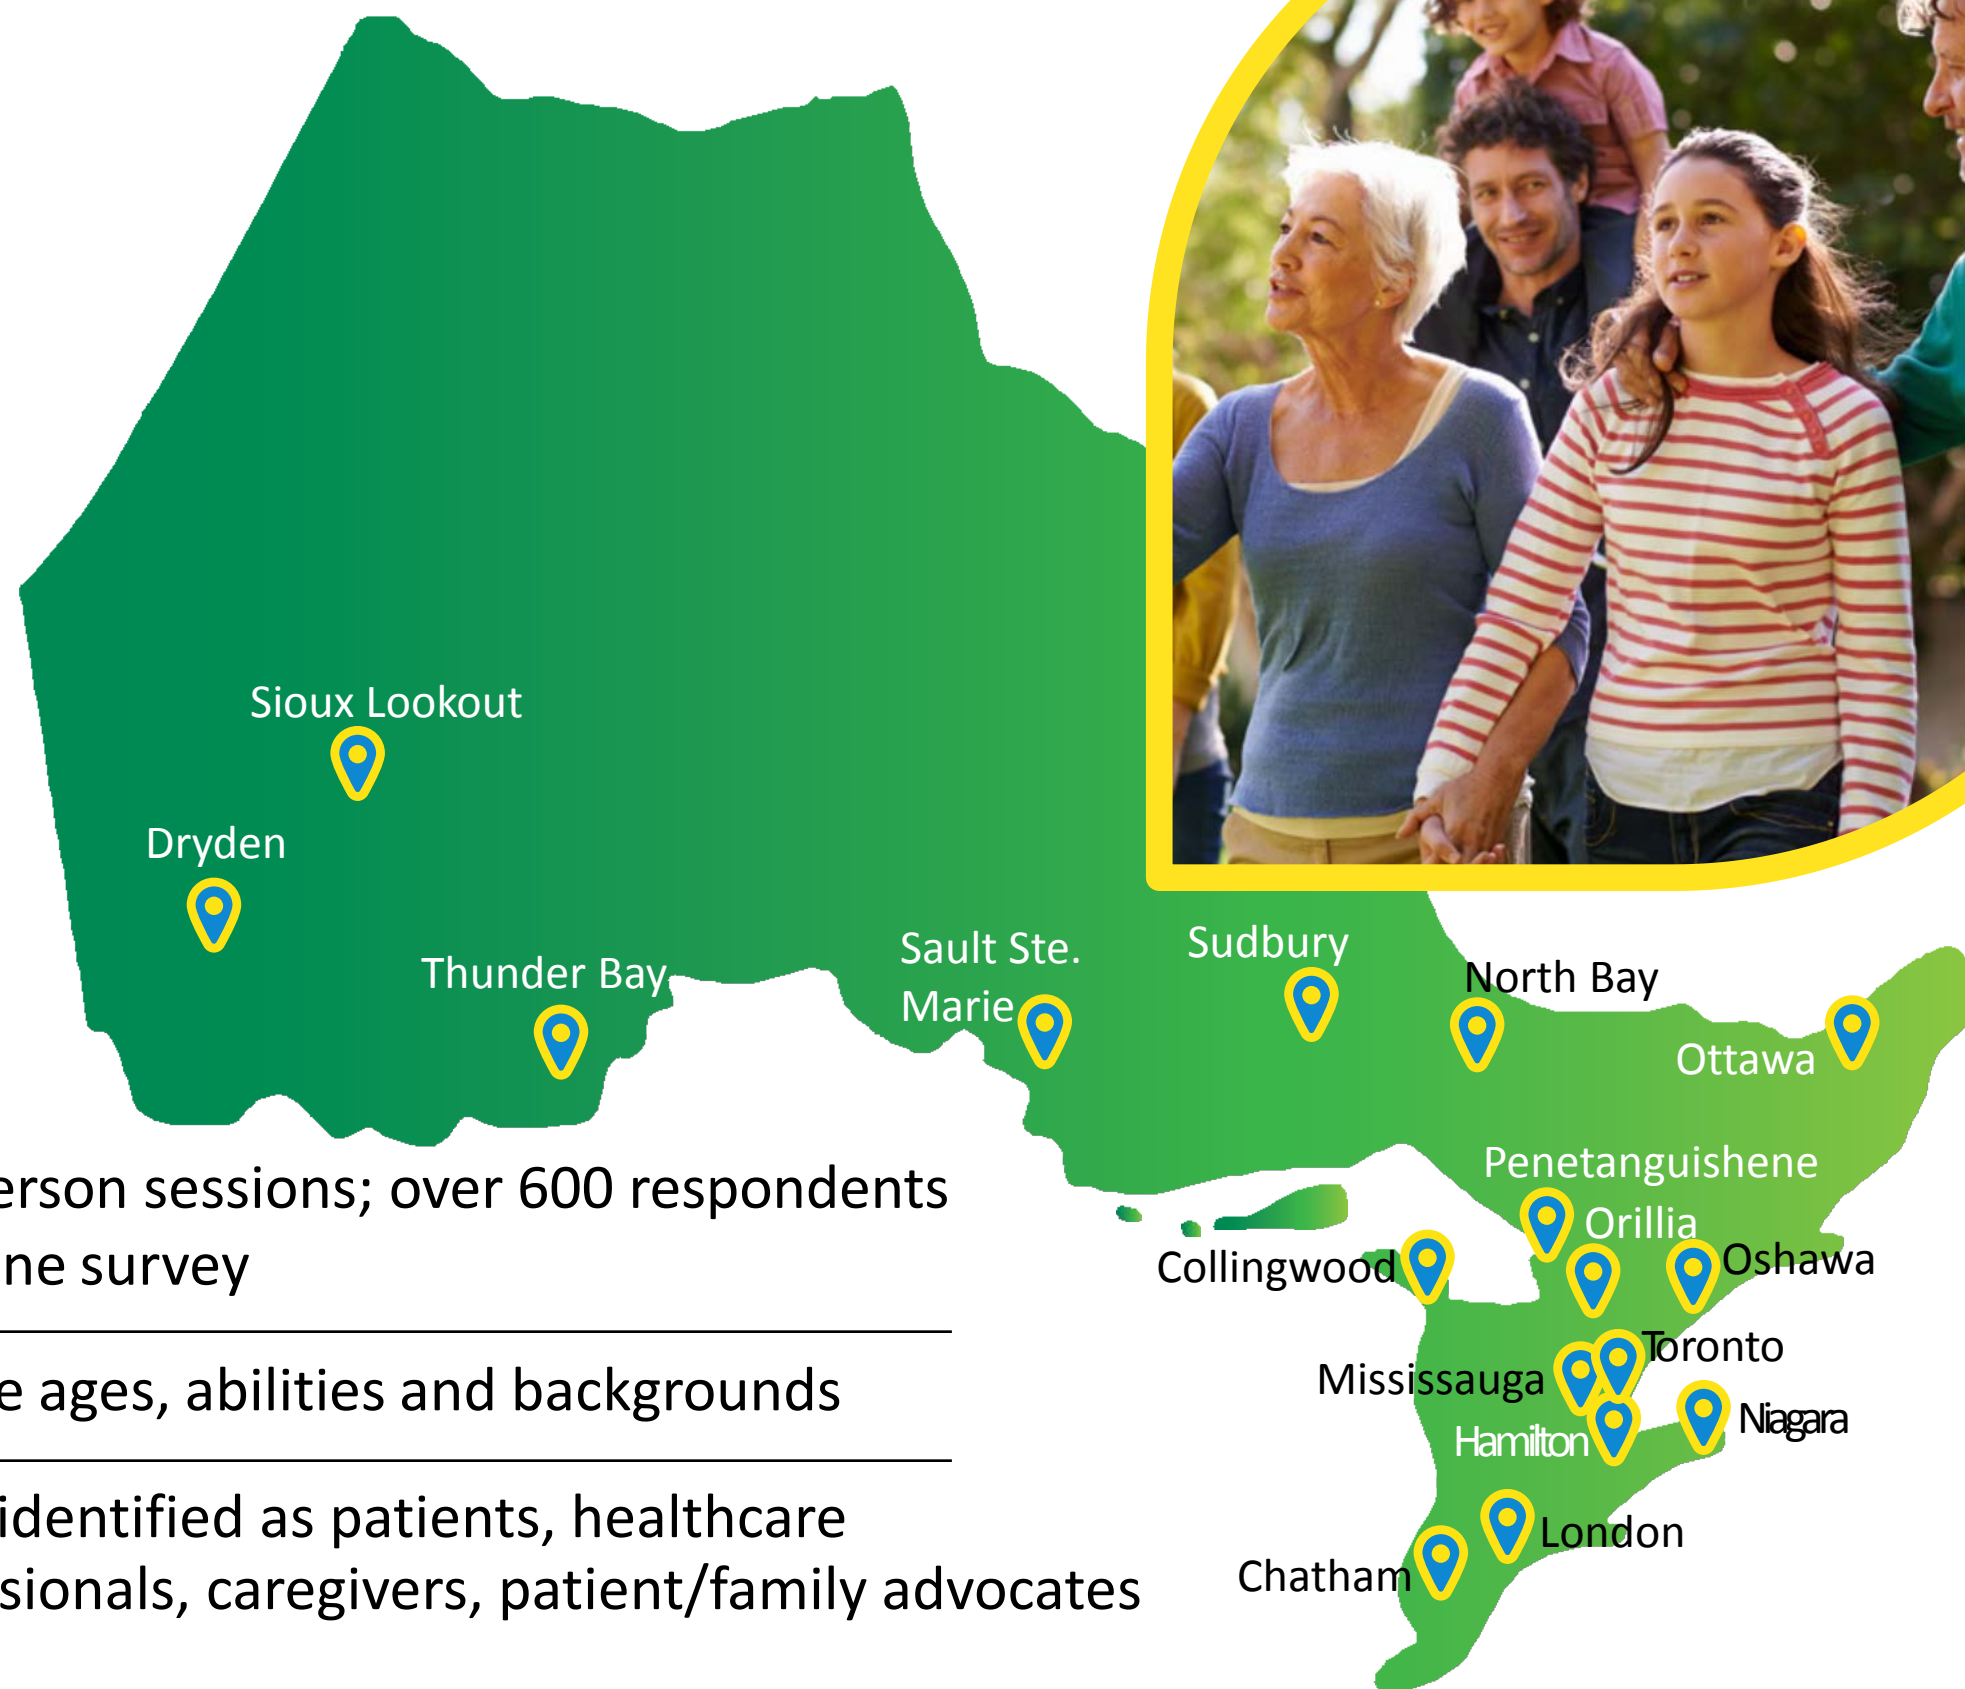 Sioux Lookout
Dryden
Thunder Bay
Sault Ste.
Marie
Sudbury
North Bay
Ottawa
Penetanguishene
Orillia
Collingwood
Oshawa
Toronto
Mississauga
Niagara
Hamilton
London
Chatham
erson sessions; over 600 respondents
ne survey
e ages, abilities and backgrounds
identified as patients, healthcare
sionals, caregivers, patient/family advocates